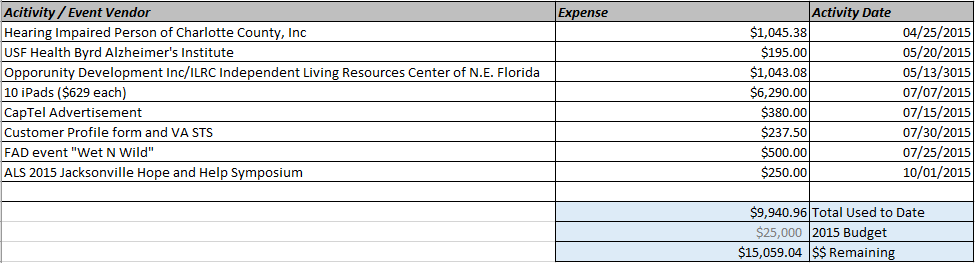 Acitivity / Event Vendor Expense Activity Date
Hearing Impaired Person of Charlotte County, Inc $1,045.38 04/25/2015
USF Health Byrd Alzheimer's Institute $195.00 05/20/2015
Opporunity Development Inc/ILRC Independent Living Resources Center of N.E. Florida $1,043.08 05/13/3015
10 iPads ($629 each) $6,290.00 07/07/2015
CapTel Advertisement $380.00 07/15/2015
Customer Profile form and VA STS $237.50 07/30/2015
FAD event "Wet N Wild" $500.00 07/25/2015
ALS 2015 Jacksonville Hope and Help Symposium $250.00 10/01/2015
$9,940.96 Total Used to Date
$25,000 2015 Budget
$15,059.04 $$ Remaining